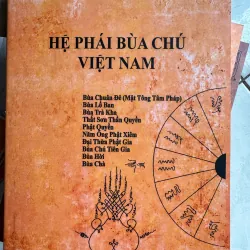 HỆ PHÁI BÙA CHÚ
VIỆT NAM
Bùa Chuẩn Đề (Mật Tông Tâm Pháp)
Bùa Lỗ Ban
Bùa Trà Kha
Thất Sơn Thần Quyền
Phật Quyền
Năm Ông Phật Xiêm
Đại Thừa Phật Gia
Bùa Chú Tiên Gia
Bùa Hời
Bùa Chà